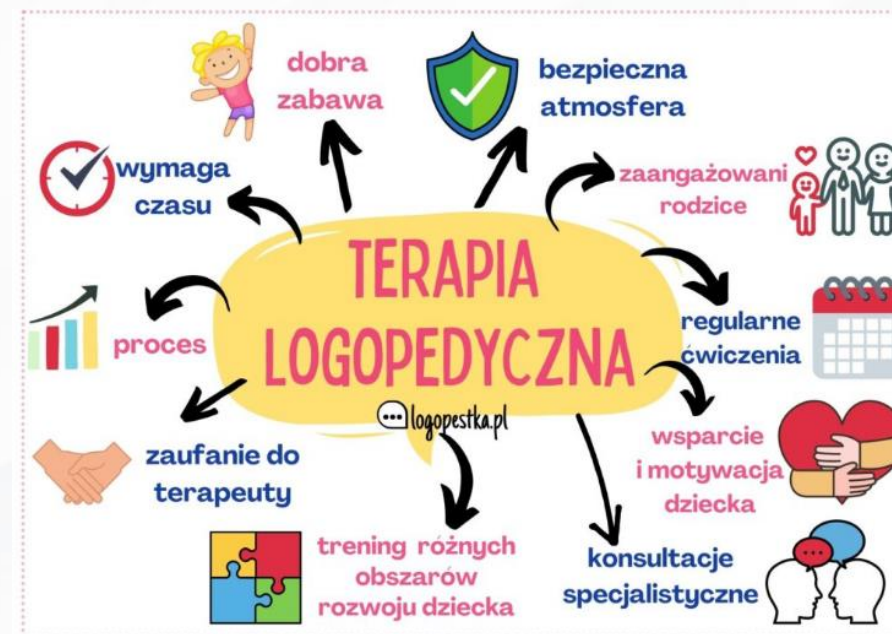 dobra
zabawa
bezpieczna
atmosfera
wymaga
czasu
zaangażowani
rodzice
TERAPIA
LOGOPEDYCZNA
logopestka.pl
proces
regularne
ćwiczenia
zaufanie do
terapeuty
wsparcie
i motywacja
dziecka
trening różnych
obszarów
rozwoju dziecka
konsultacje
specjalistyczne